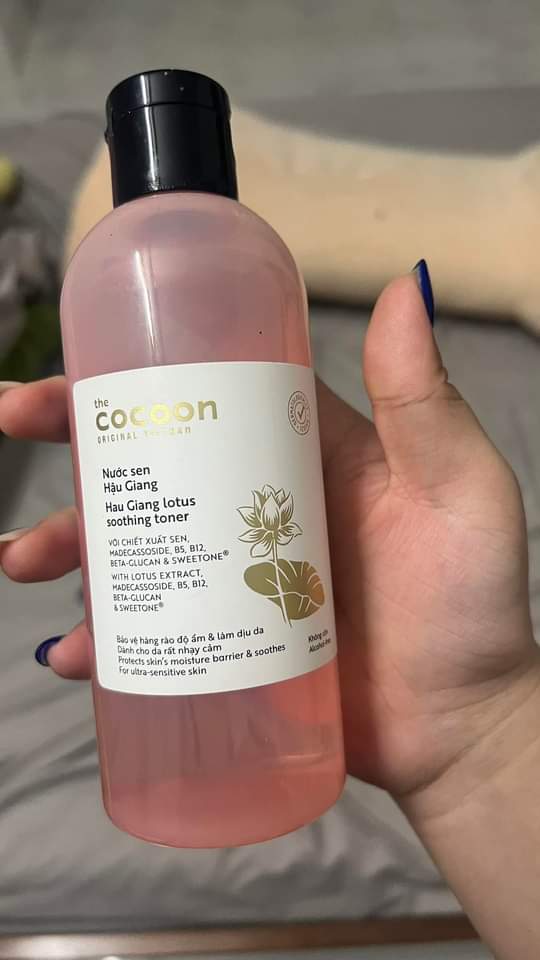 the
cocoon
ORIGINAL
Nước sen
Hậu Giang
Hau Giang lotus
soothing toner
VỚI CHIẾT XUẤT SEN,
MADECASSOSIDE, B5, B12,
BETA-GLUCAN & SWEETONE®
WITH LOTUS EXTRACT,
MADECASSOSIDE, B5, B12,
BETA-GLUCAN
& SWEETONE®
Bảo vệ hàng rào độ ẩm & làm dịu da
Dành cho da rất nhạy cảm
Protects skin's moisture barrier & soothes
For ultra-sensitive skin
Không
Alcohol-free